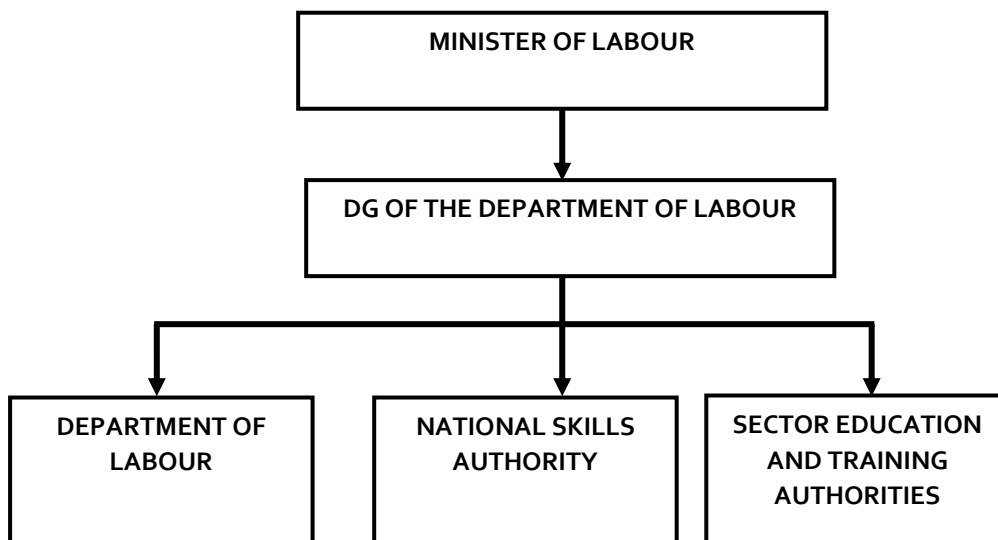 MINISTER OF LABOUR
DG OF THE DEPARTMENT OF LABOUR
DEPARTMENT OF
LABOUR
NATIONAL SKILLS
AUTHORITY
SECTOR EDUCATION
AND TRAINING
AUTHORITIES